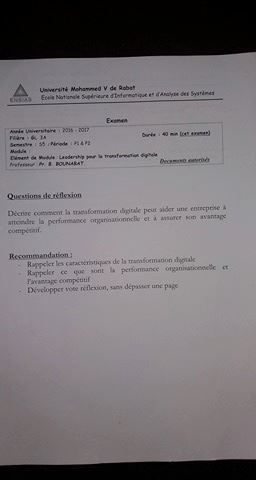 Université Mohammed V de Rabat
Ecole Nationale Supérieure d'Informatique et d'Analyse des Systèmes
ENSIAS
Examen
Année Universitaire : 2016 - 2017
Filière : GL 3A
Durée : 40 min (cet examen)
Semestre : S5 ; Période : P1 & P2
Module
Elément de Module: Leadership pour la transformation digitale
Professeur: Pr B. BOUNABAT
Documents autorisés
Questions de réflexion
Décrire comment la transformation digitale peut aider une entreprise à
atteindre la performance organisationnelle et à assurer son avantage
compétitif.
Recommandation :
- Rappeler les caractéristiques de la transformation digitale
- Rappeler ce que sont la performance organisationnelle et
l'avantage compétitif
- Développer votre réflexion, sans dépasser une page